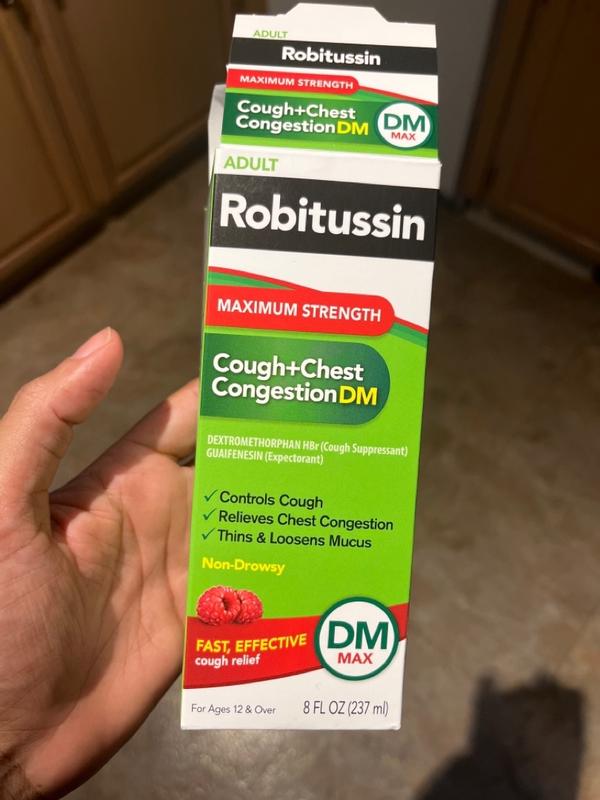 ADULT
Robitussin
MAXIMUM STRENGTH
Cough+Chest
Congestion DM
DM
MAX
ADULT
Robitussin
MAXIMUM STRENGTH
Cough+Chest
Congestion DM
DEXTROMETHORPHAN HBr (Cough Suppressant)
GUAIFENESIN (Expectorant)
✓ Controls Cough
✓ Relieves Chest Congestion
✓ Thins & Loosens Mucus
Non-Drowsy
FAST, EFFECTIVE
cough relief
DM
MAX
For Ages 12 & Over 8 FL OZ (237 ml)